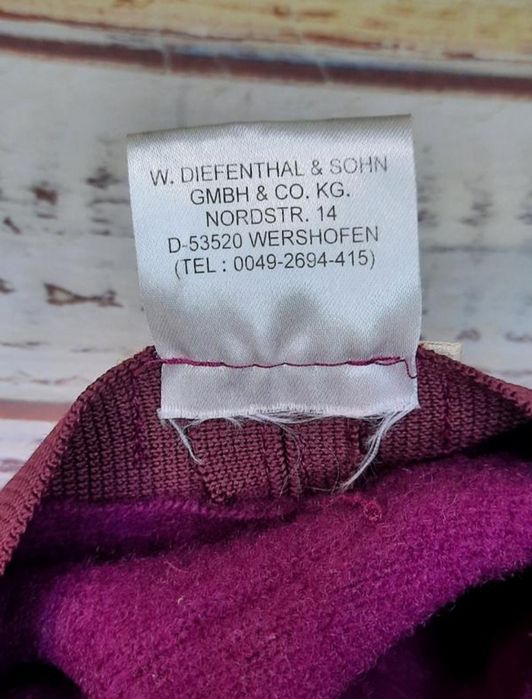 W. DIEFENTHAL & SOHN
GMBH & CO. KG.
NORDSTR. 14
D-53520 WERSHOFEN
(TEL : 0049-2694-415)